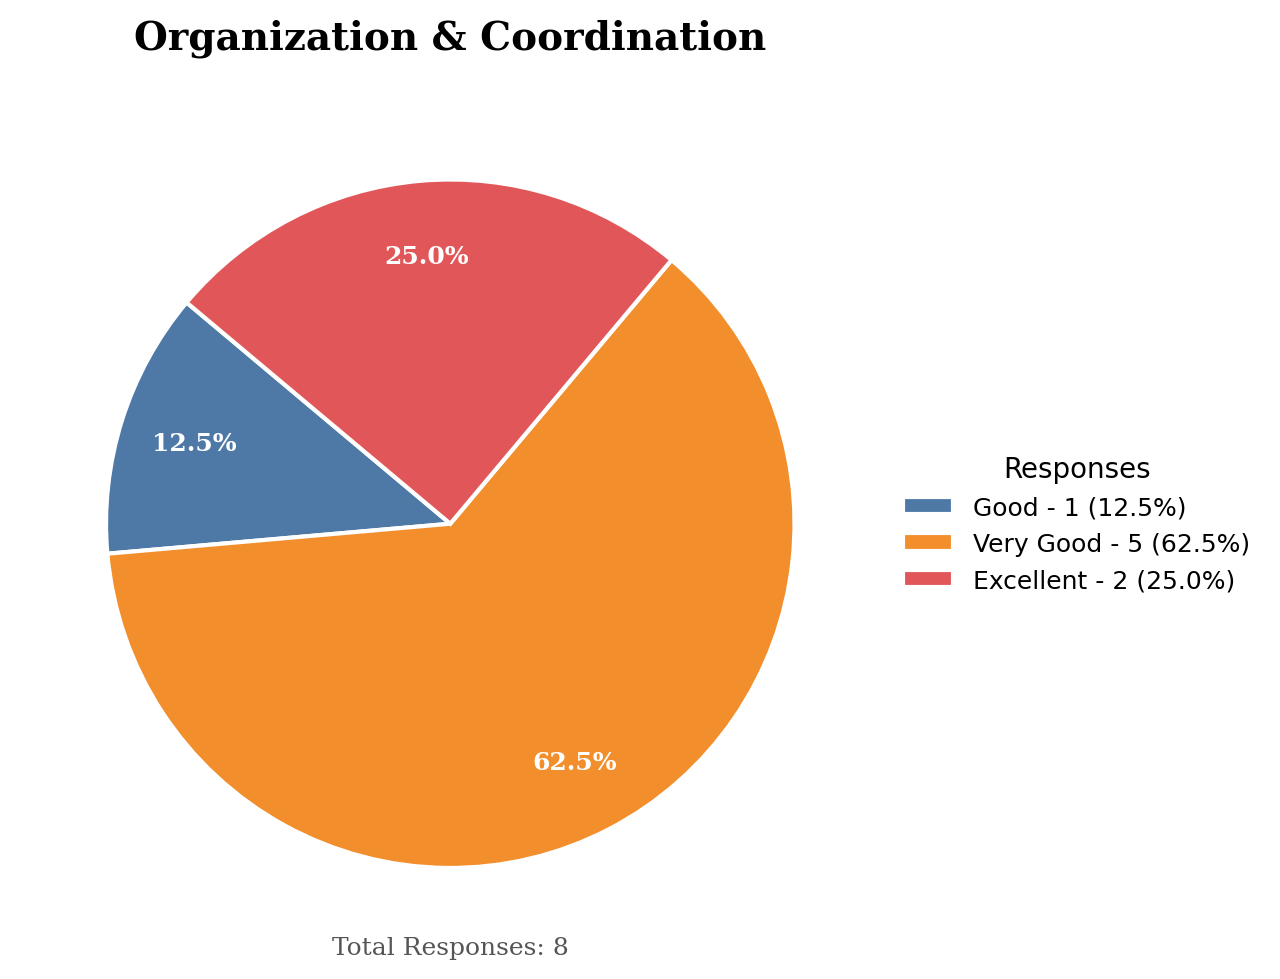 Organization & Coordination
25.0%
12.5%
62.5%
Responses
Good - 1 (12.5%)
Very Good - 5 (62.5%)
Excellent - 2 (25.0%)
Total Responses: 8